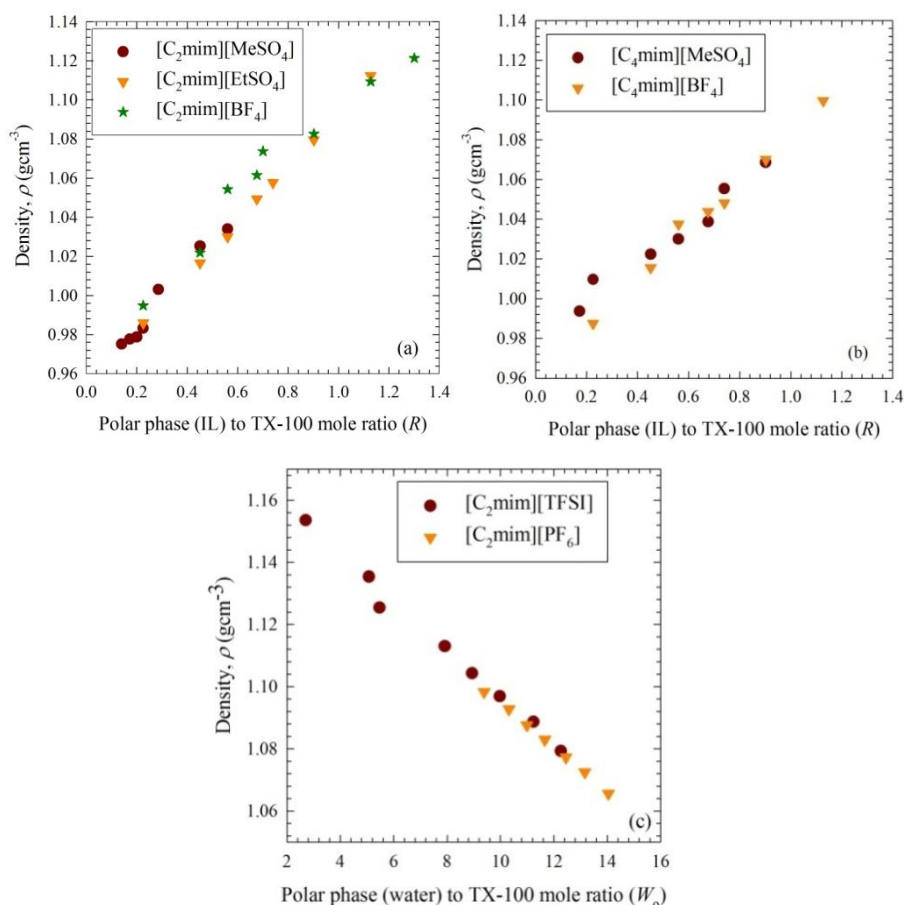 1.14
1.12
1.10
1.08
1.06
1.04
1.02
1.00
0.98
0.96
Density, ρ (gcm⁻³)
[C₂mim][MeSO₄]
[C₂mim][EtSO₄]
[C₂mim][BF₄]
(a)
0.0 0.2 0.4 0.6 0.8 1.0 1.2 1.4
Polar phase (IL) to TX-100 mole ratio (R)
1.14
1.12
1.10
1.08
1.06
1.04
1.02
1.00
0.98
0.96
Density, ρ (gcm⁻³)
[C₄mim][MeSO₄]
[C₄mim][BF₄]
(b)
0.0 0.2 0.4 0.6 0.8 1.0 1.2 1.4
Polar phase (IL) to TX-100 mole ratio (R)
1.16
1.14
1.12
1.10
1.08
1.06
Density, ρ (gcm⁻³)
[C₂mim][TFSI]
[C₂mim][PF₆]
(c)
2 4 6 8 10 12 14 16
Polar phase (water) to TX-100 mole ratio (Wₒ)